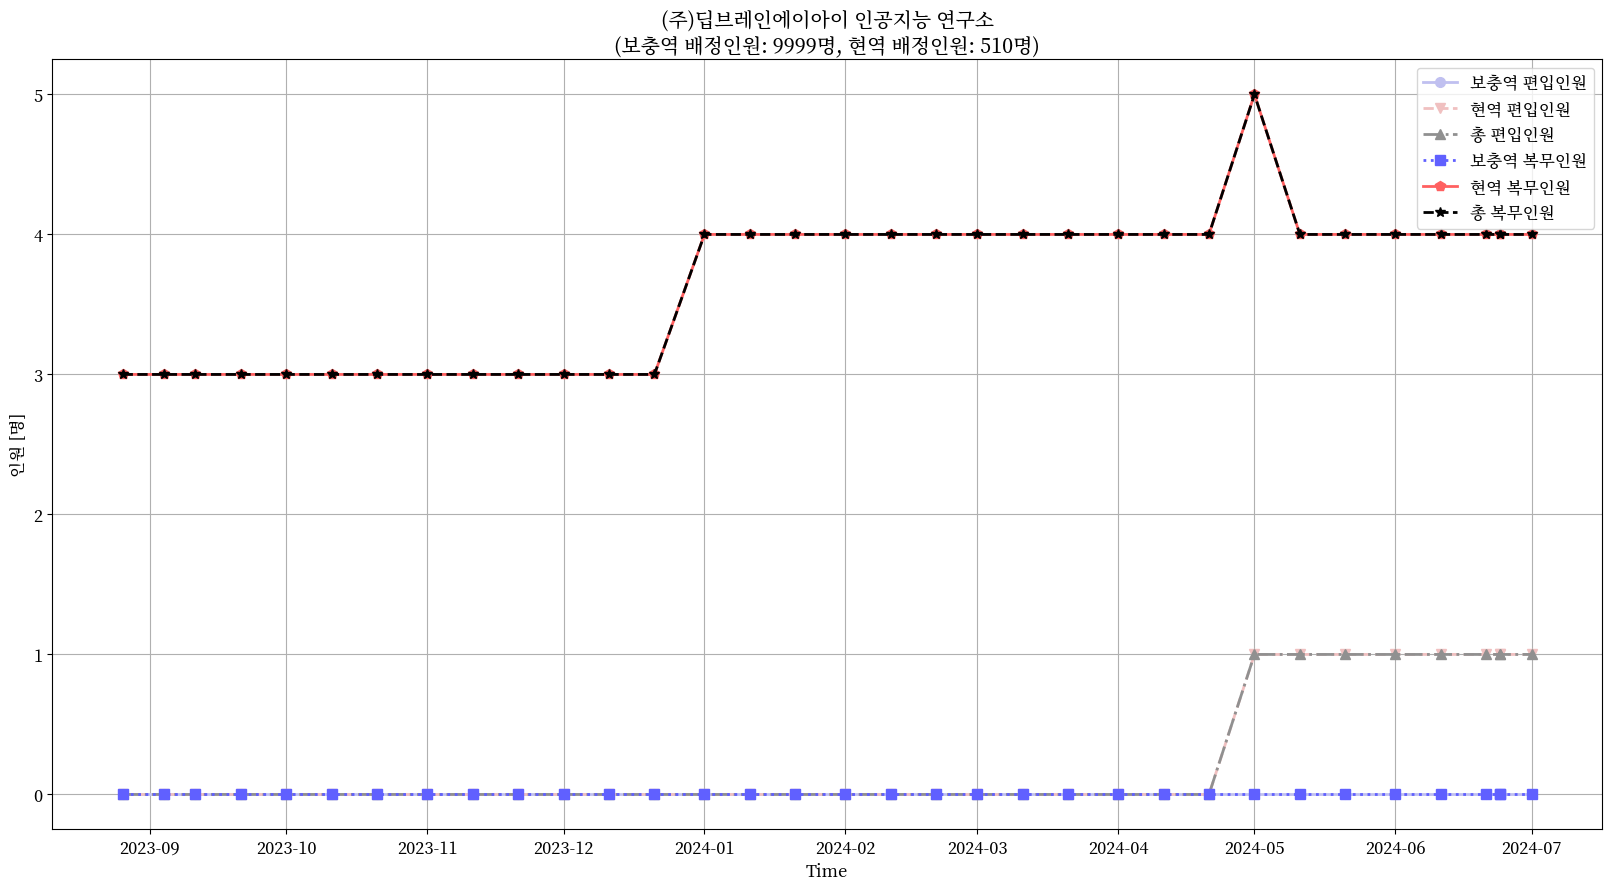 (주)딥브레인에이아이 인공지능 연구소
(보충역 배정인원: 9999명, 현역 배정인원: 510명)
보충역 편입인원
현역 편입인원
총 편입인원
보충역 복무인원
현역 복무인원
총 복무인원
인원 [명]
5
4
3
2
1
0
2023-09 2023-10 2023-11 2023-12 2024-01 2024-02 2024-03 2024-04 2024-05 2024-06 2024-07
Time